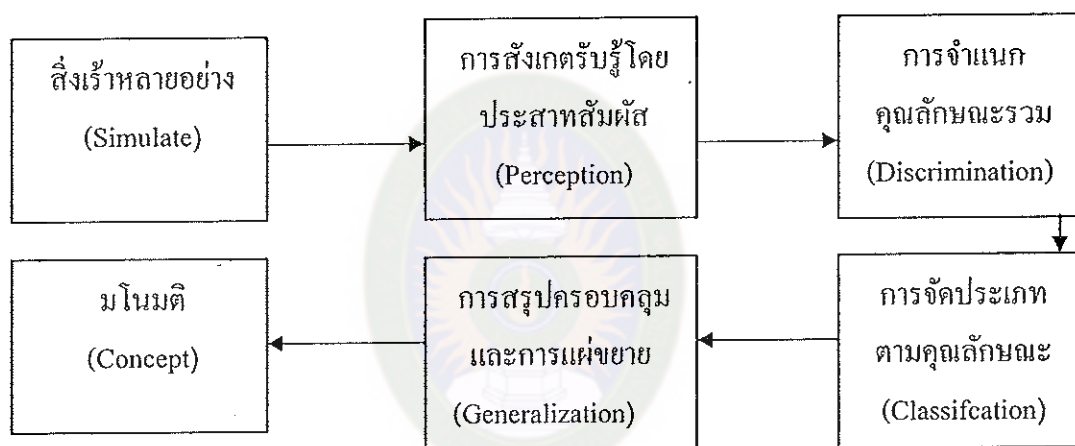 สิ่งเร้าหลายอย่าง
(Simulate)
การสังเกตรับรู้โดย
ประสาทสัมผัส
(Perception)
การจำแนก
คุณลักษณะรวม
(Discrimination)
การจัดประเภท
ตามคุณลักษณะ
(Classifcation)
การสรุปครอบคลุม
และการแผ่ขยาย
(Generalization)
มโนมติ
(Concept)